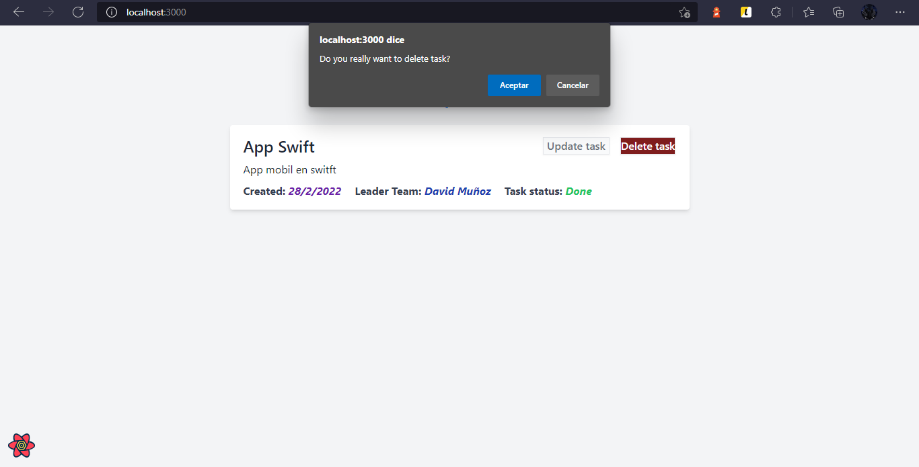 localhost:3000
localhost:3000 dice
Do you really want to delete task?
Aceptar
Cancelar
App Swift
Update task
Delete task
App mobil en switft
Created: 28/2/2022
Leader Team: David Muñoz
Task status: Done